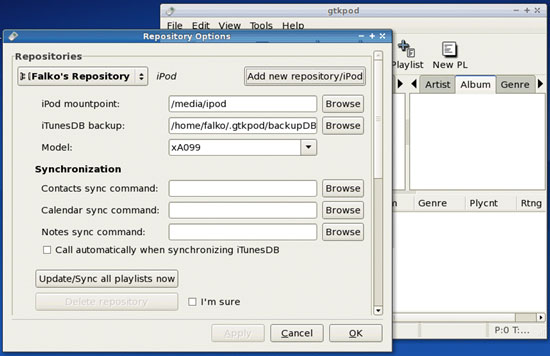 gtkpod
File Edit View Tools Help
Repository Options
Playlist New PL
Repositories
[Falko's Repository iPod Add new repository/iPod
Artist Album Genre
iPod mountpoint: /media/ipod Browse
iTunesDB backup: /home/falko/.gtkpod/backupDB Browse
Model: xA099
Synchronization
Contacts sync command: Browse
Genre Plycnt Rtng
Calendar sync command: Browse
Notes sync command: Browse
Call automatically when synchronizing iTunesDB
Update/Sync all playlists now
Delete repository I'm sure
Apply Cancel OK
P:0 T:...